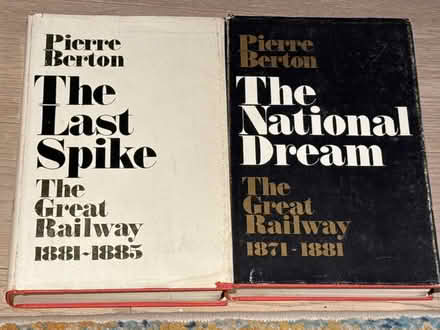 Pierre
Berton
The
Last
Spike
The
Great
Railway
1881-1885
Pierre
Berton
The
National
Dream
The
Great
Railway
1871-1881